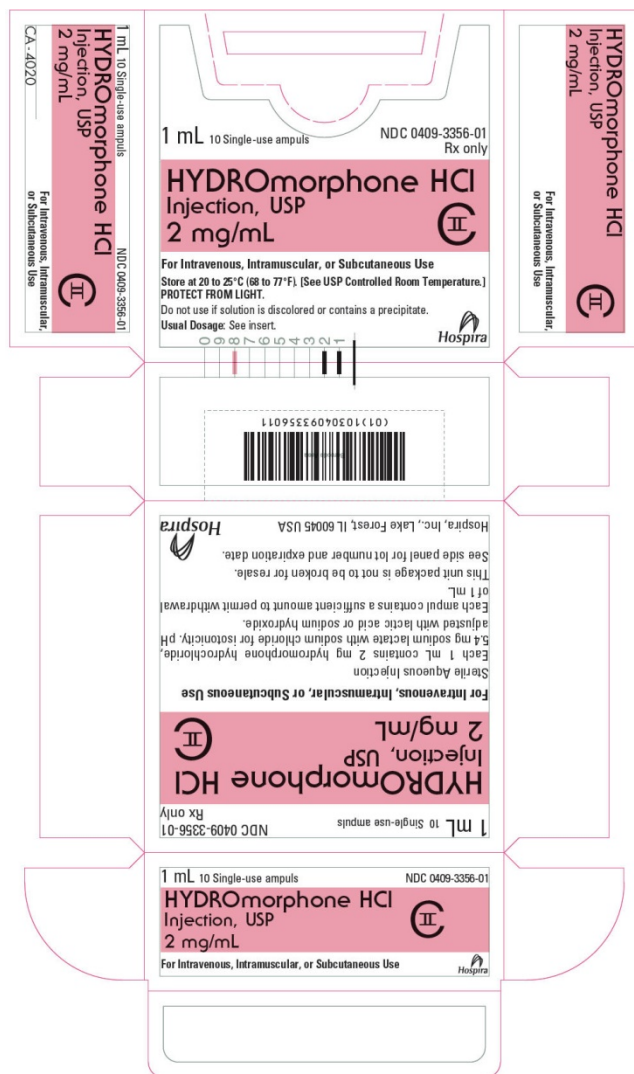 1 mL 10 Single-use ampuls NDC 0409-3356-01
HYDROmorphone HCl
Injection, USP
2 mg/mL
CII
For Intravenous, Intramuscular,
or Subcutaneous Use
CA-4020
1 mL 10 Single-use ampuls
NDC 0409-3356-01
Rx only
HYDROmorphone HCl
Injection, USP
2 mg/mL
CII
For Intravenous, Intramuscular, or Subcutaneous Use
Store at 20 to 25°C (68 to 77°F). [See USP Controlled Room Temperature.]
PROTECT FROM LIGHT.
Do not use if solution is discolored or contains a precipitate.
Usual Dosage: See insert.
Hospira
HYDROmorphone HCl
Injection, USP
2 mg/mL
CII
For Intravenous, Intramuscular,
or Subcutaneous Use
0 9 8 7 6 5 4 3 2 1
(01)10304093356011
1 mL 10 Single-use ampuls
NDC 0409-3356-01
Rx only
HYDROmorphone HCl
Injection, USP
2 mg/mL
CII
For Intravenous, Intramuscular, or Subcutaneous Use
Sterile Aqueous Injection
Each 1 mL contains 2 mg hydromorphone hydrochloride,
5.4 mg sodium lactate with sodium chloride for isotonicity. pH
adjusted with lactic acid or sodium hydroxide.
Each ampul contains a sufficient amount to permit withdrawal
of 1 mL
This unit package is not to be broken for resale.
See side panel for lot number and expiration date.
Hospira, Inc., Lake Forest, IL 60045 USA
Hospira
1 mL 10 Single-use ampuls NDC 0409-3356-01
HYDROmorphone HCl
Injection, USP
2 mg/mL
CII
For Intravenous, Intramuscular, or Subcutaneous Use
Hospira